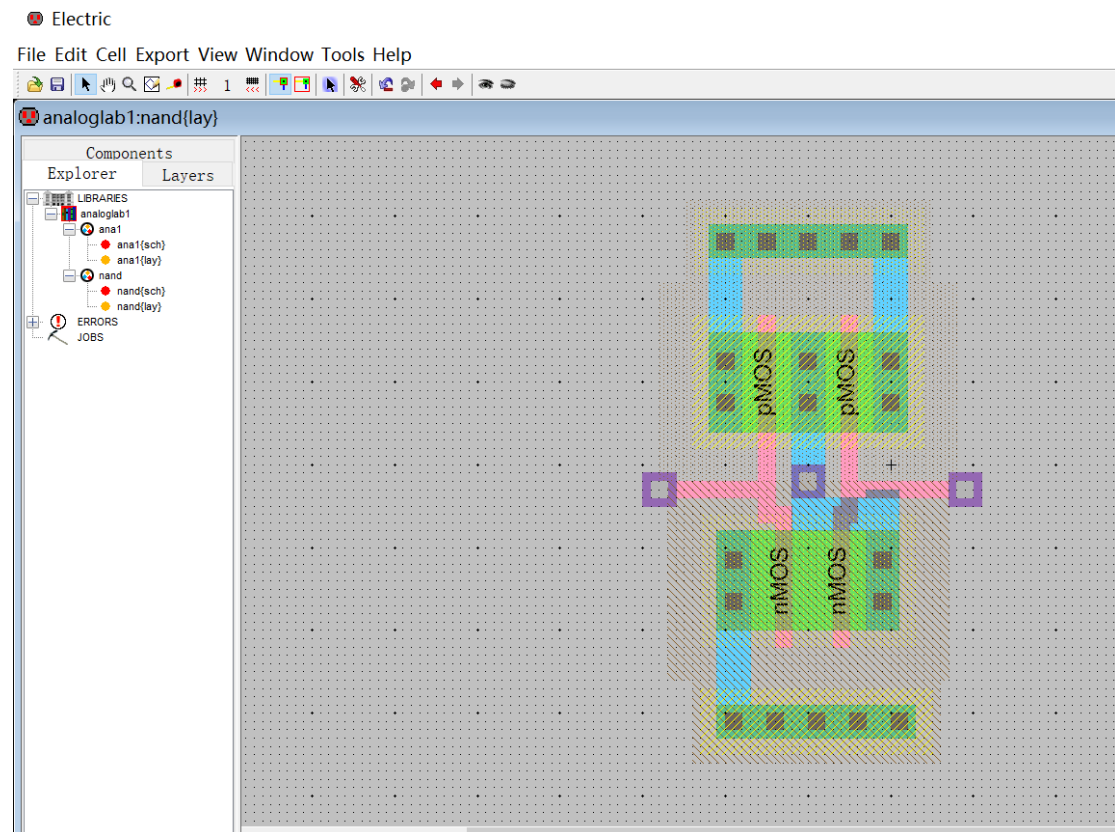 Electric
File Edit Cell Export View Window Tools Help
1
analoglab1:nand{lay}
Components
Explorer Layers
LIBRARIES
analoglab1
ana1
ana1{sch}
ana1{lay}
nand
nand{sch}
nand{lay}
ERRORS
JOBS
pMOS pMOS
nMOS nMOS